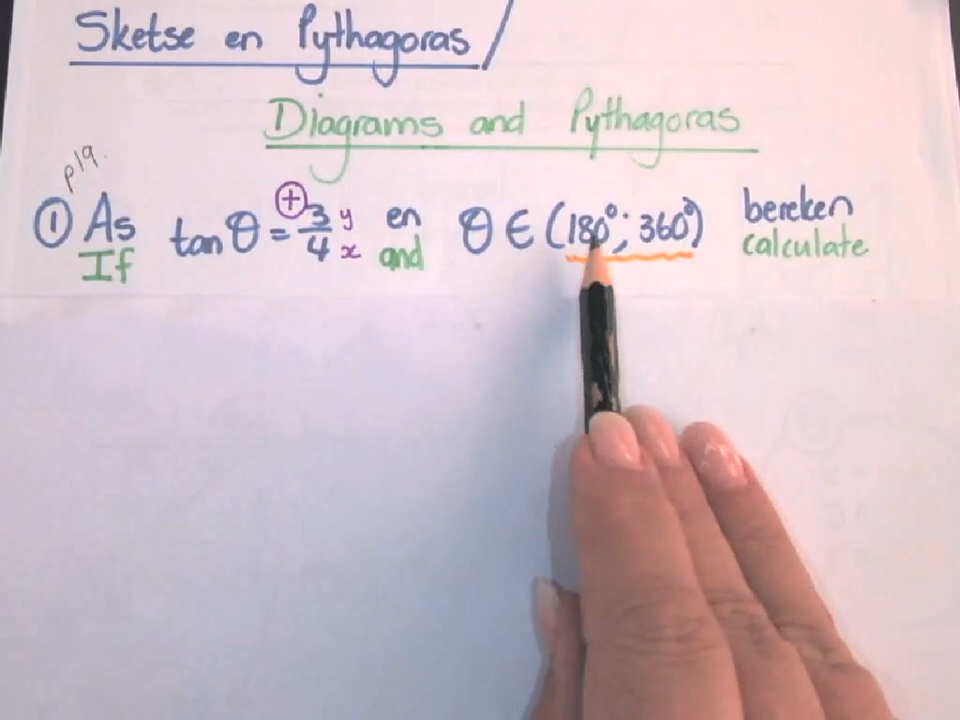 Sketse en Pythagoras /
Diagrams and Pythagoras
p19.
① As tan θ = ⊕ 3/4 y/x en θ ∈ (180°; 360°) bereken
If and calculate